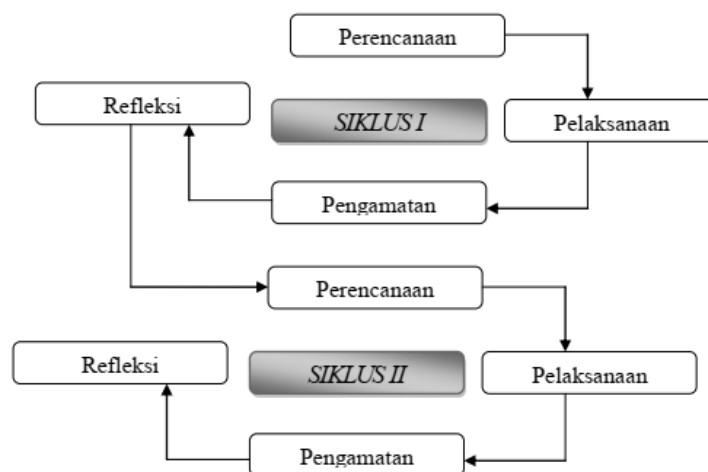 Perencanaan
Refleksi
SIKLUS I
Pelaksanaan
Pengamatan
Perencanaan
Refleksi
SIKLUS II
Pelaksanaan
Pengamatan